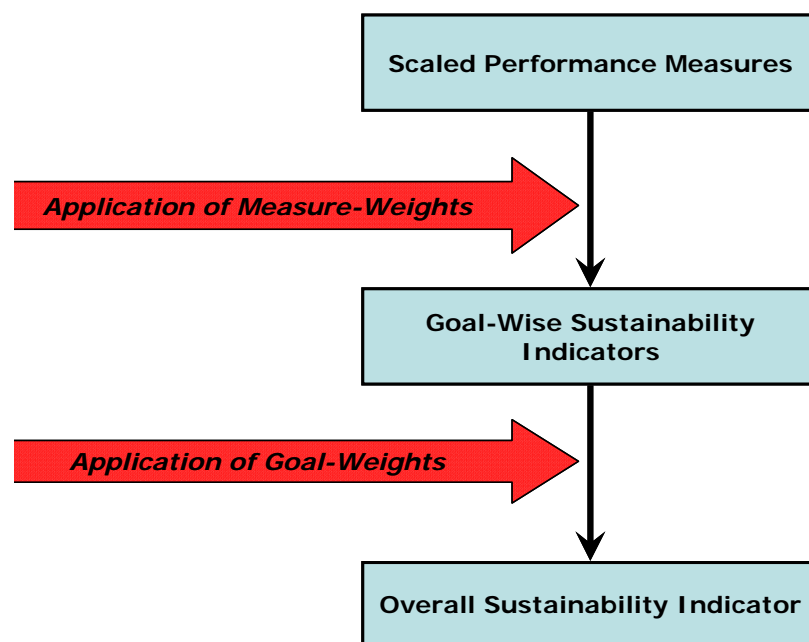 Scaled Performance Measures
Application of Measure-Weights
Goal-Wise Sustainability
Indicators
Application of Goal-Weights
Overall Sustainability Indicator